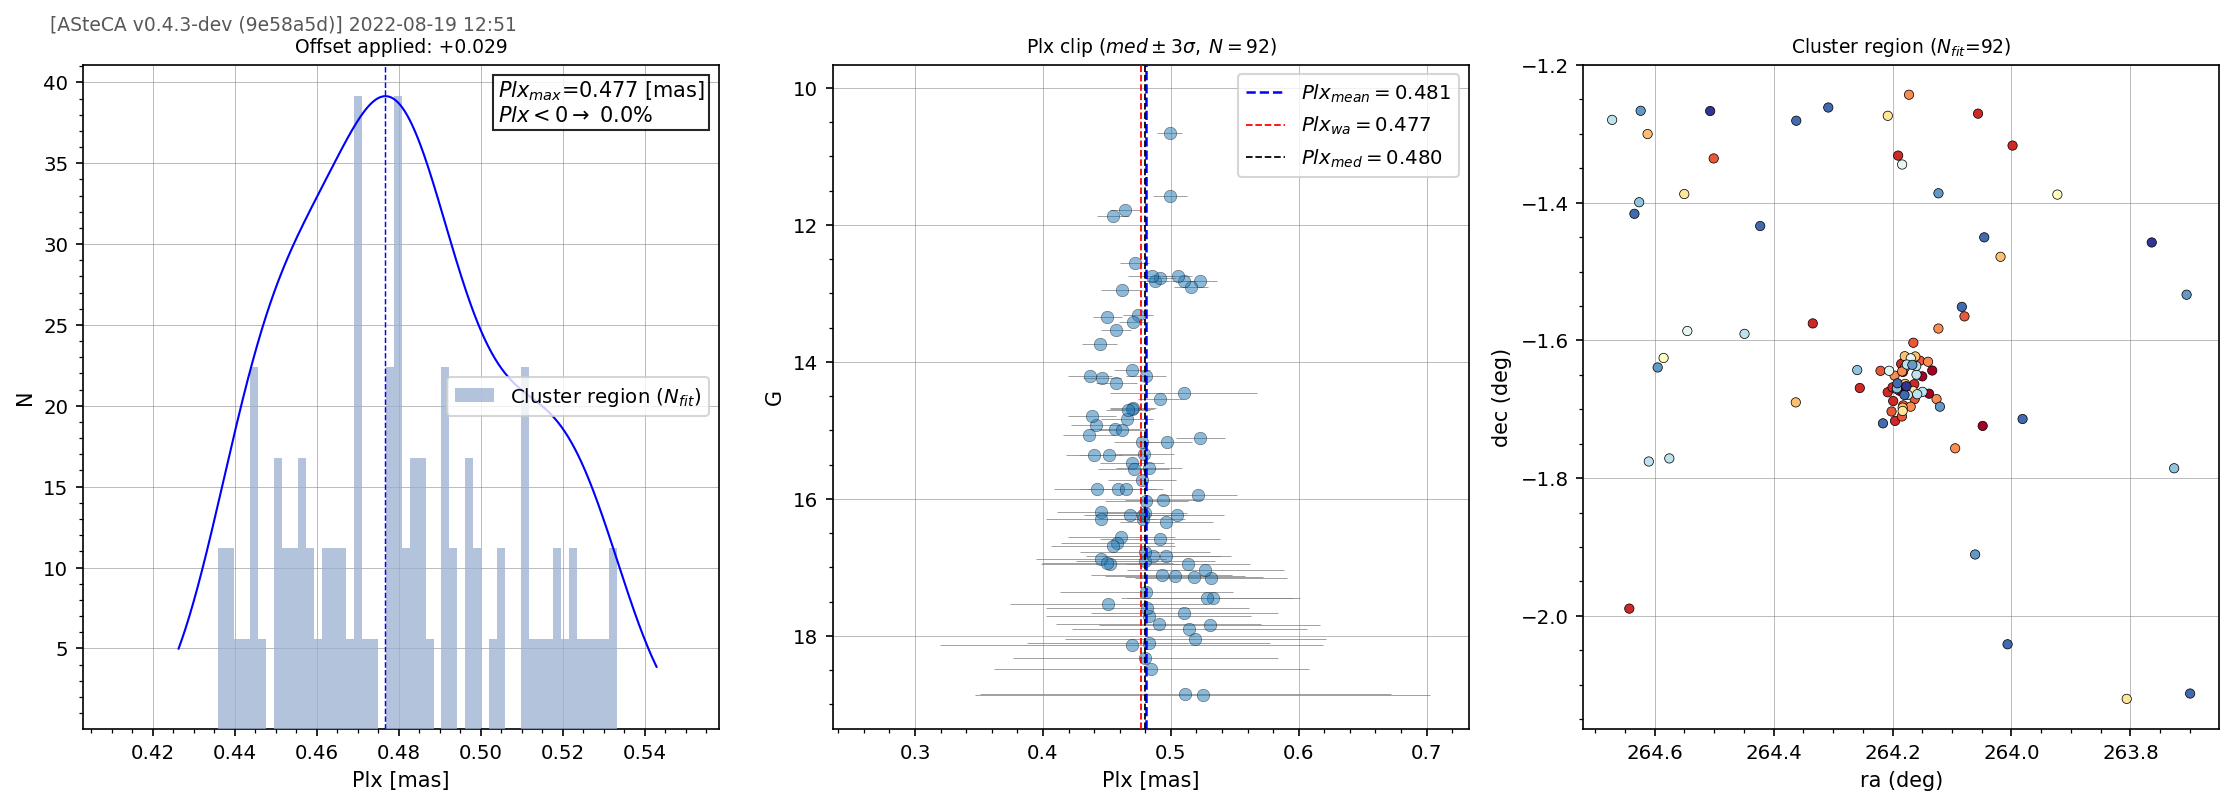 [ASteCA v0.4.3-dev (9e58a5d)] 2022-08-19 12:51
Offset applied: +0.029
Plx_max=0.477 [mas]
Plx < 0 → 0.0%
Cluster region (N_fit)
40
35
30
25
20
15
10
5
N
0.42 0.44 0.46 0.48 0.50 0.52 0.54
Plx [mas]
Plx clip (med ± 3σ, N = 92)
Plx_mean = 0.481
Plx_wa = 0.477
Plx_med = 0.480
10
12
14
16
18
G
0.3 0.4 0.5 0.6 0.7
Plx [mas]
Cluster region (N_fit=92)
−1.2
−1.4
−1.6
−1.8
−2.0
dec (deg)
264.6 264.4 264.2 264.0 263.8
ra (deg)